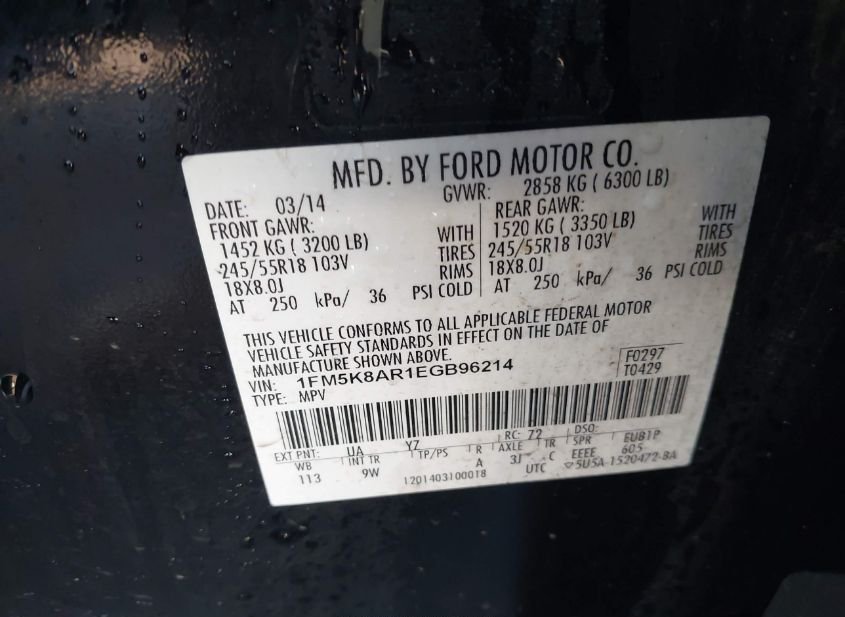 MFD. BY FORD MOTOR CO.
DATE: 03/14 GVWR: 2858 KG ( 6300 LB)
FRONT GAWR: REAR GAWR:
1452 KG ( 3200 LB) WITH 1520 KG ( 3350 LB) WITH
245/55R18 103V TIRES 245/55R18 103V TIRES
18X8.0J RIMS 18X8.0J RIMS
AT 250 kPa/ 36 PSI COLD AT 250 kPa/ 36 PSI COLD
THIS VEHICLE CONFORMS TO ALL APPLICABLE FEDERAL MOTOR
VEHICLE SAFETY STANDARDS IN EFFECT ON THE DATE OF
MANUFACTURE SHOWN ABOVE.
VIN: 1FM5K8AR1EGB96214 F0297
TYPE: MPV T0429
EXT PNT: UA YZ RC: 72 DSO:
WB INT TR TP/PS R AXLE TR SPR EUB1P
113 9W A 3J C EEEE 605
1201403100018 UTC 5U5A-1520472-BA